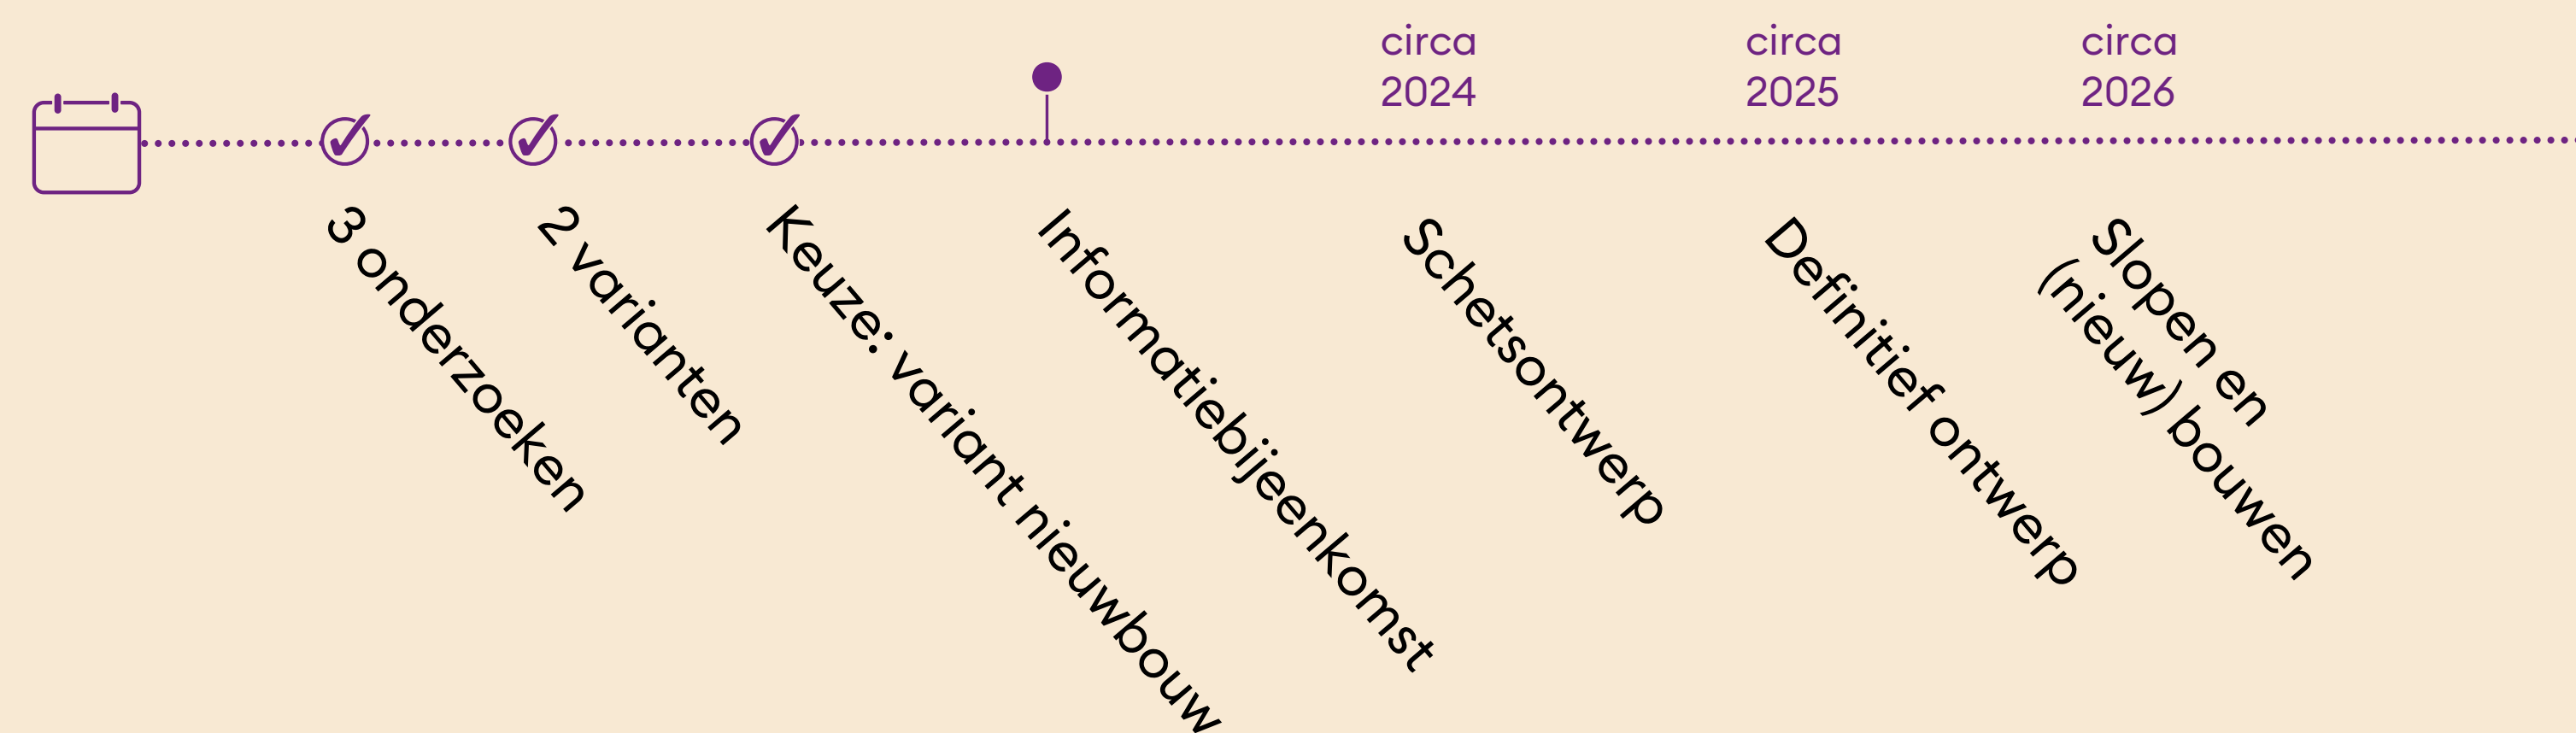 circa
2024
circa
2025
circa
2026
3 onderzoeken
2 varianten
Keuze: variant nieuwbouw
Informatiebijeenkomst
Schetsontwerp
Definitief ontwerp
Slopen en
(nieuw) bouwen